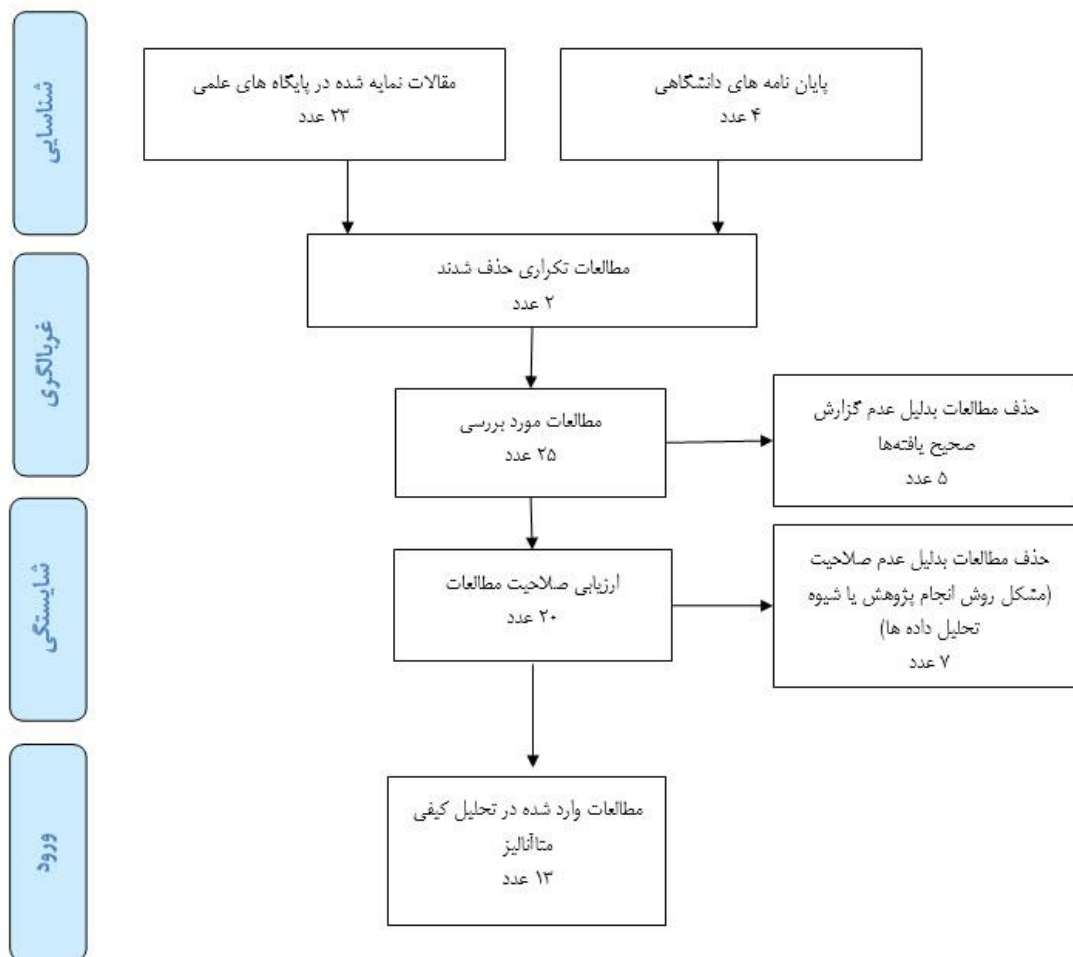 شناسایی
پایان نامه های دانشگاهی
۴ عدد
مقالات نمایه شده در پایگاه های علمی
۲۳ عدد
غربالگری
مطالعات تکراری حذف شدند
۲ عدد
مطالعات مورد بررسی
۲۵ عدد
حذف مطالعات بدلیل عدم گزارش
صحیح یافته‌ها
۵ عدد
شایستگی
ارزیابی صلاحیت مطالعات
۲۰ عدد
حذف مطالعات بدلیل عدم صلاحیت
(مشکل روش انجام پژوهش یا شیوه
تحلیل داده ها)
۷ عدد
ورود
مطالعات وارد شده در تحلیل کیفی
متاآنالیز
۱۳ عدد